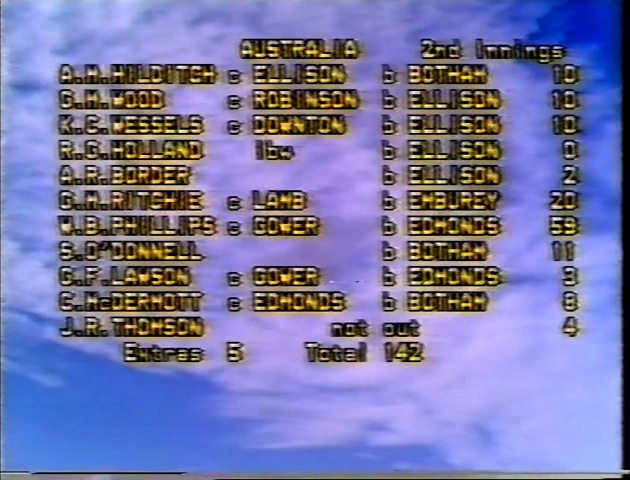 AUSTRALIA 2nd Innings
A.M.HILDITCH c ELLISON b BOTHAM 10
G.M.WOOD c ROBINSON b ELLISON 10
K.C.WESSELS c DOWNTON b ELLISON 10
R.G.HOLLAND lbw b ELLISON 0
A.R.BORDER b ELLISON 2
G.M.RITCHIE c LAMB b EMBUREY 20
W.B.PHILLIPS c GOWER b EDMONDS 59
S.O'DONNELL b BOTHAM 11
G.F.LAWSON c GOWER b EDMONDS 3
C.McDERMOTT c EDMONDS b BOTHAM 8
J.R.THOMSON not out 4
Extras 5 Total 142